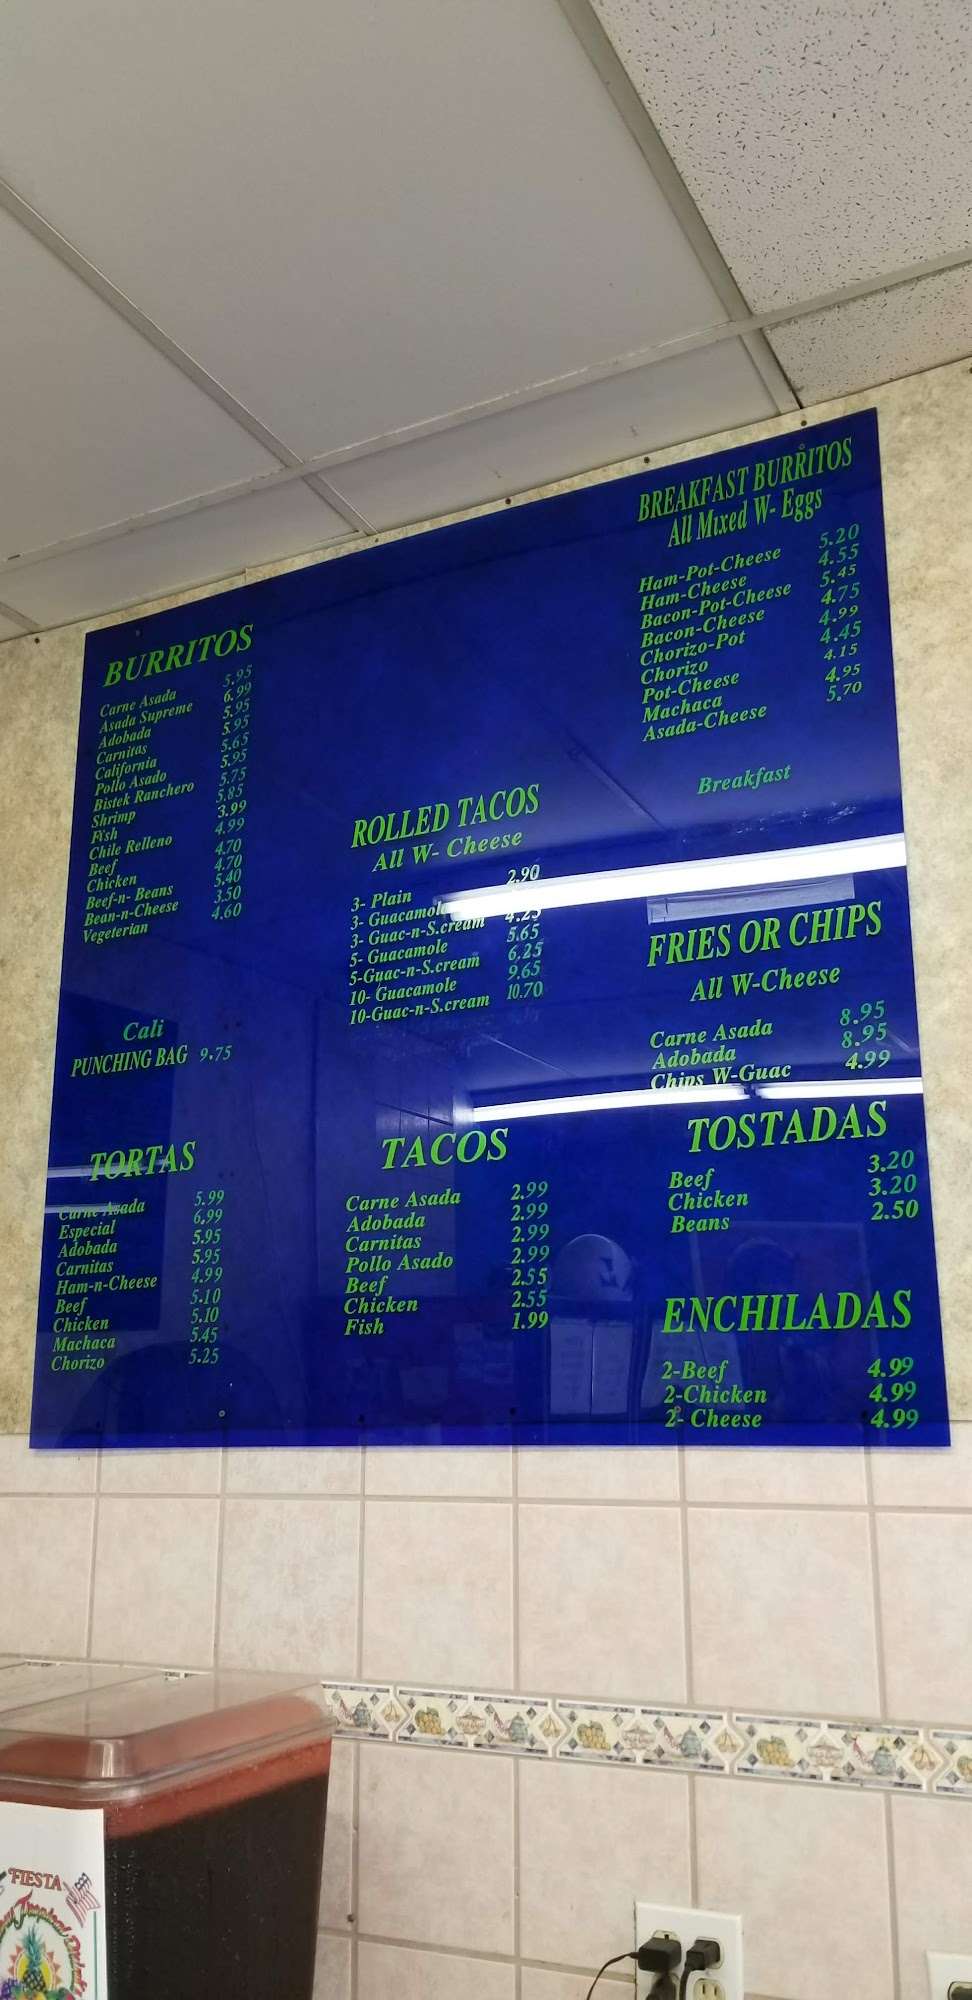 BURRITOS
Carne Asada 5.95
Asada Supreme 6.99
Adobada 5.95
Carnitas 5.95
California 5.65
Pollo Asado 5.95
Bistek Ranchero 5.75
Shrimp 5.85
Fish 3.99
Chile Relleno 4.99
Beef 4.70
Chicken 4.70
Beef-n- Beans 5.40
Bean-n-Cheese 3.50
Vegeterian 4.60
Cali
PUNCHING BAG 9.75
TORTAS
Carne Asada 5.99
Especial 6.99
Adobada 5.95
Carnitas 5.95
Ham-n-Cheese 4.99
Beef 5.10
Chicken 5.10
Machaca 5.45
Chorizo 5.25
ROLLED TACOS
All W- Cheese
3- Plain 2.90
3- Guacamole
3- Guac-n-S.cream 4.25
5- Guacamole 5.65
5-Guac-n-S.cream 6.25
10- Guacamole 9.65
10-Guac-n-S.cream 10.70
TACOS
Carne Asada 2.99
Adobada 2.99
Carnitas 2.99
Pollo Asado 2.99
Beef 2.55
Chicken 2.55
Fish 1.99
BREAKFAST BURRITOS
All Mixed W- Eggs
Ham-Pot-Cheese 5.20
Ham-Cheese 4.55
Bacon-Pot-Cheese 5.45
Bacon-Cheese 4.75
Chorizo-Pot 4.99
Chorizo 4.45
Pot-Cheese 4.15
Machaca 4.95
Asada-Cheese 5.70
Breakfast
FRIES OR CHIPS
All W-Cheese
Carne Asada 8.95
Adobada 8.95
Chips W-Guac 4.99
TOSTADAS
Beef 3.20
Chicken 3.20
Beans 2.50
ENCHILADAS
2-Beef 4.99
2-Chicken 4.99
2- Cheese 4.99
FIESTA
Tropical